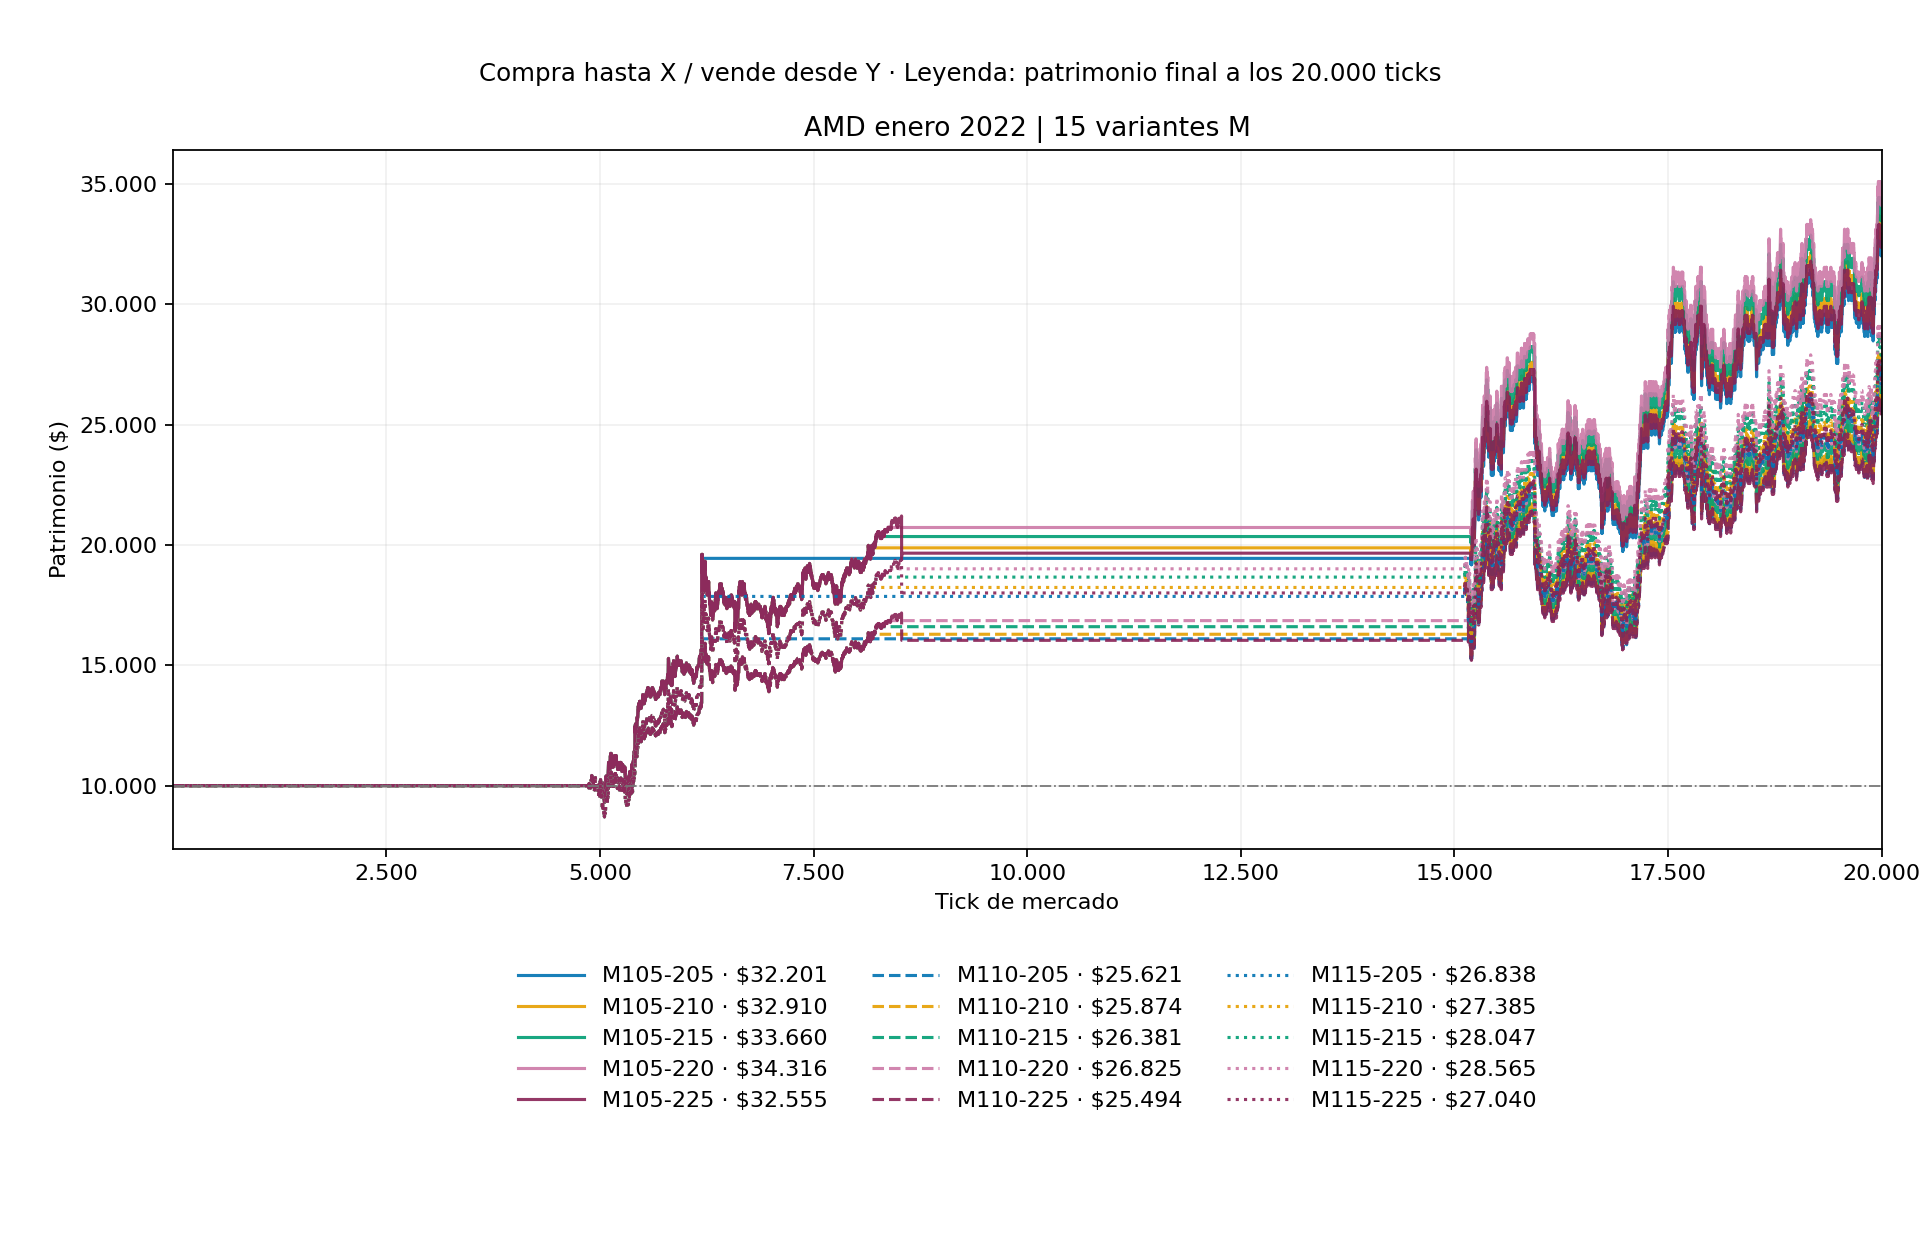 Compra hasta X / vende desde Y · Leyenda: patrimonio final a los 20.000 ticks
AMD enero 2022 | 15 variantes M
Patrimonio ($)
35.000
30.000
25.000
20.000
15.000
10.000
2.500
5.000
7.500
10.000
12.500
15.000
17.500
20.000
Tick de mercado
M105-205 · $32.201
M105-210 · $32.910
M105-215 · $33.660
M105-220 · $34.316
M105-225 · $32.555
M110-205 · $25.621
M110-210 · $25.874
M110-215 · $26.381
M110-220 · $26.825
M110-225 · $25.494
M115-205 · $26.838
M115-210 · $27.385
M115-215 · $28.047
M115-220 · $28.565
M115-225 · $27.040